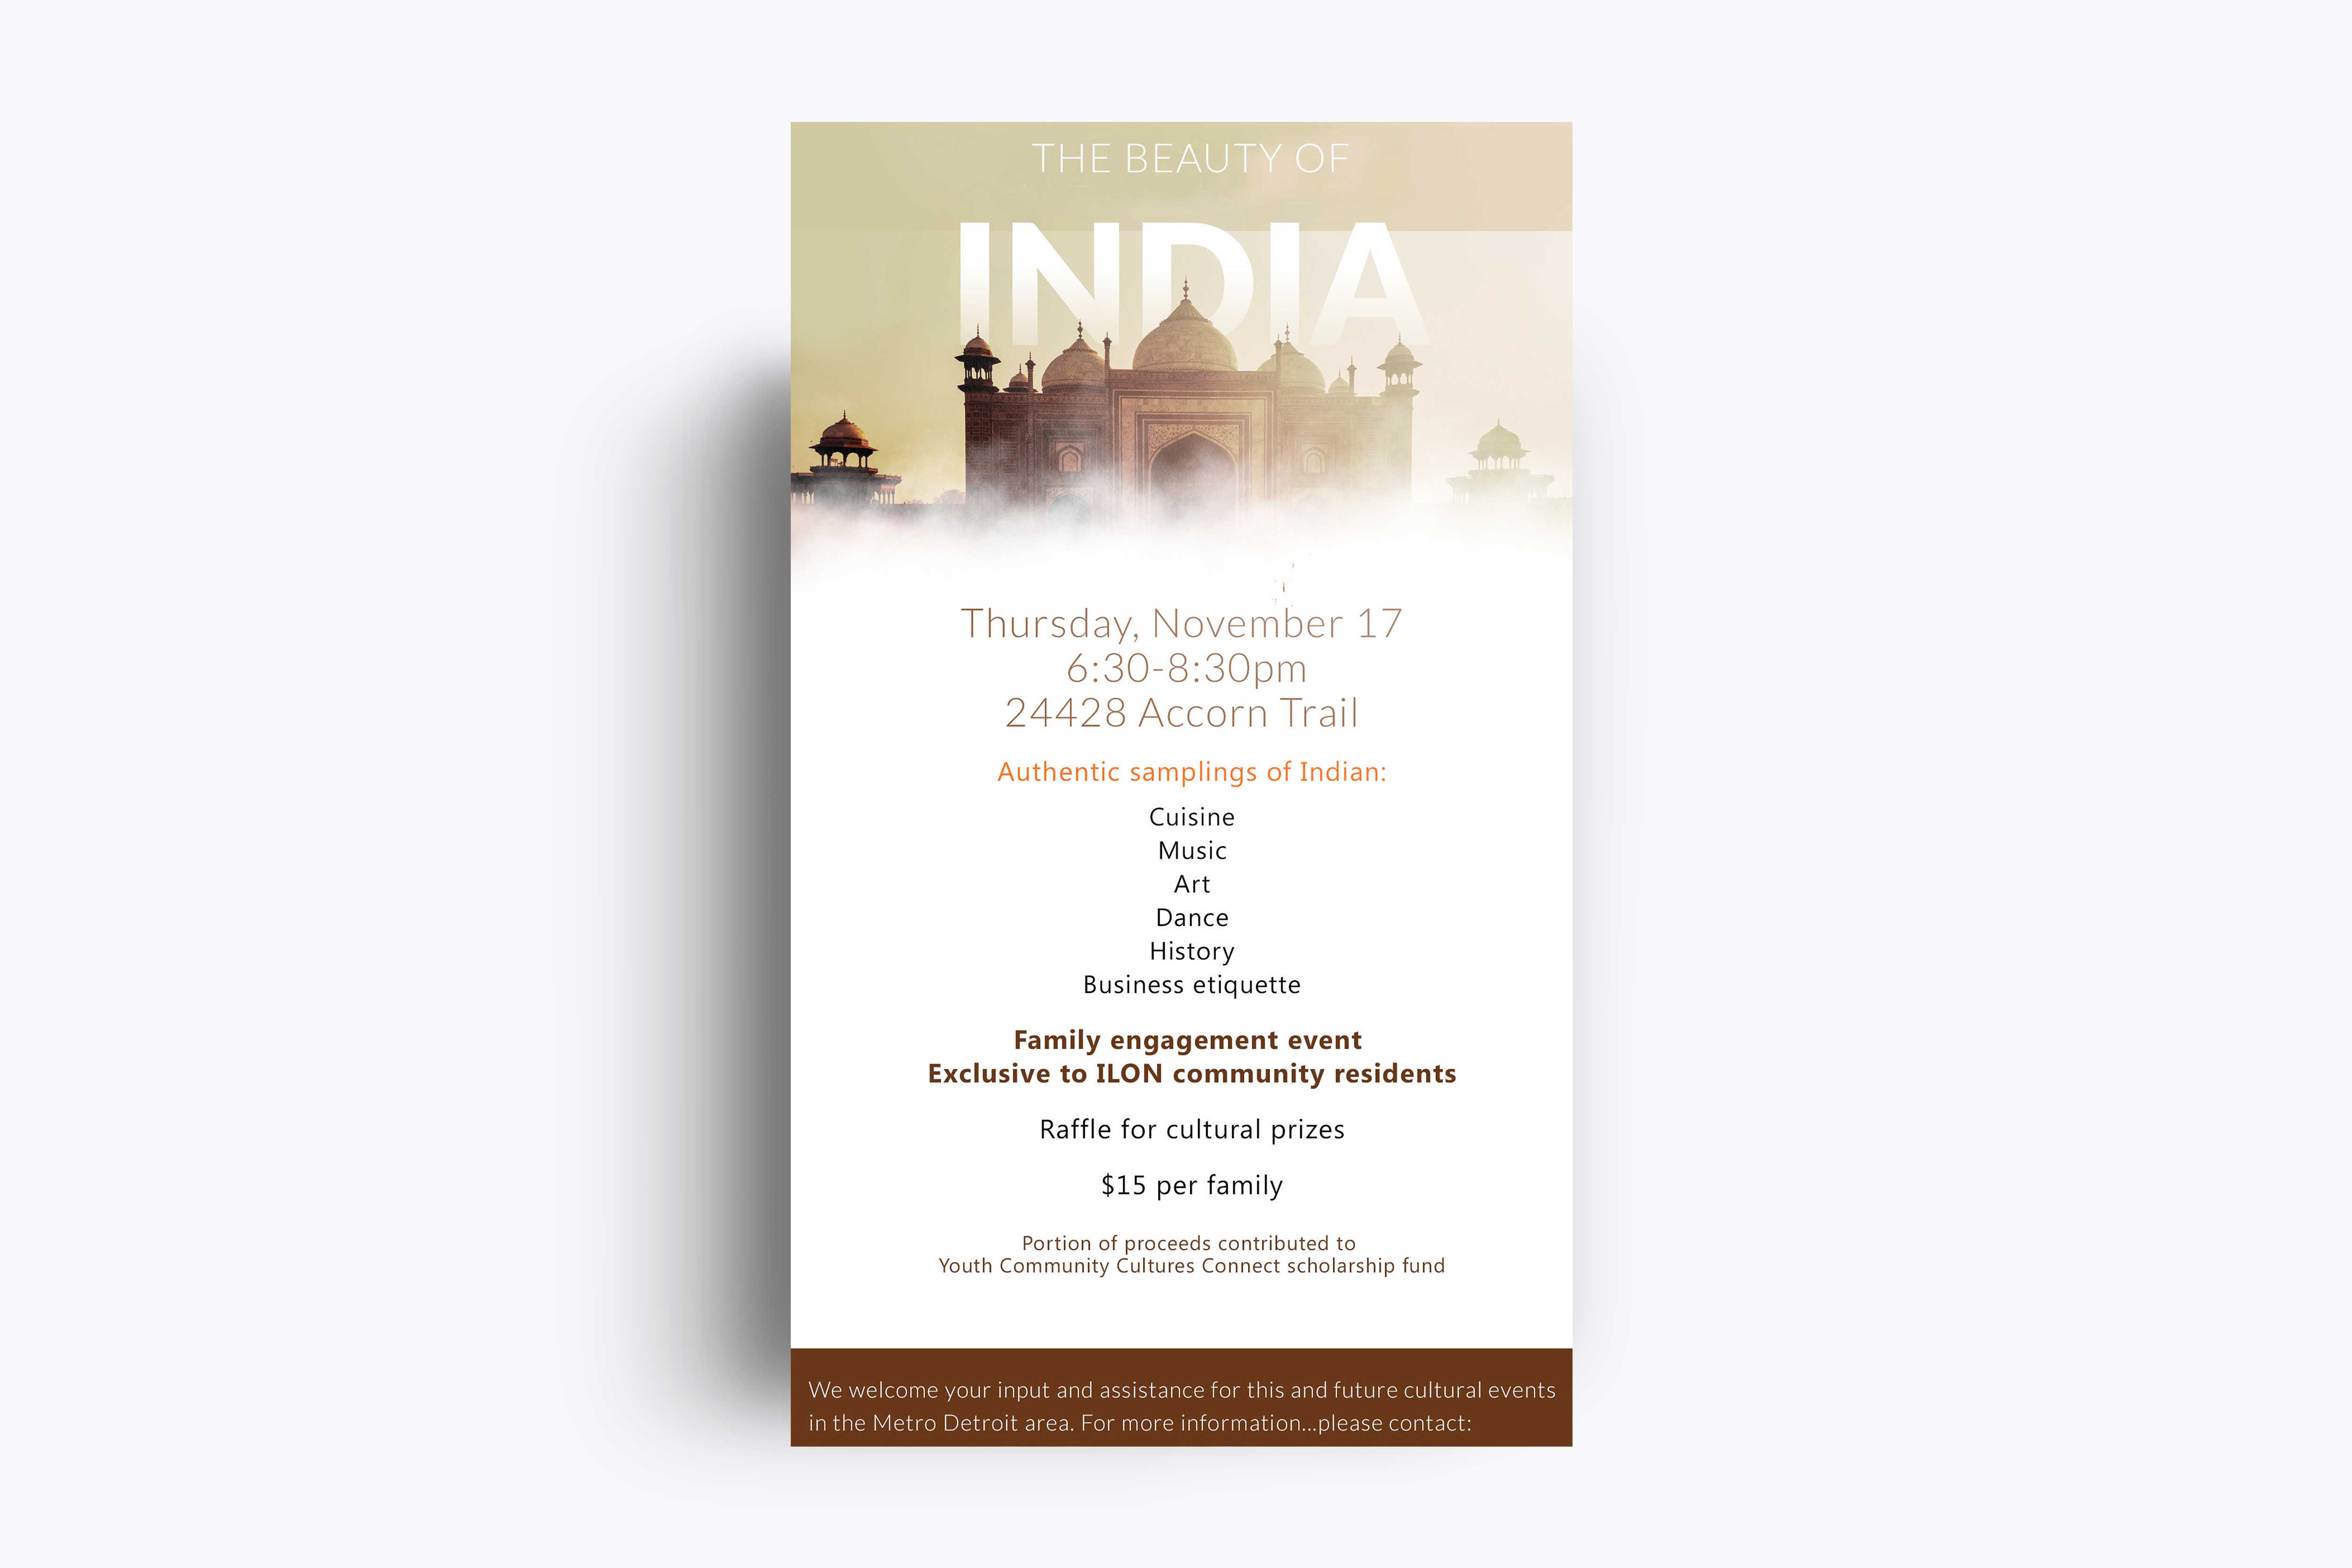 THE BEAUTY OF
INDIA
Thursday, November 17
6:30-8:30pm
24428 Accorn Trail
Authentic samplings of Indian:
Cuisine
Music
Art
Dance
History
Business etiquette
Family engagement event
Exclusive to ILON community residents
Raffle for cultural prizes
$15 per family
Portion of proceeds contributed to
Youth Community Cultures Connect scholarship fund
We welcome your input and assistance for this and future cultural events
in the Metro Detroit area. For more information...please contact: